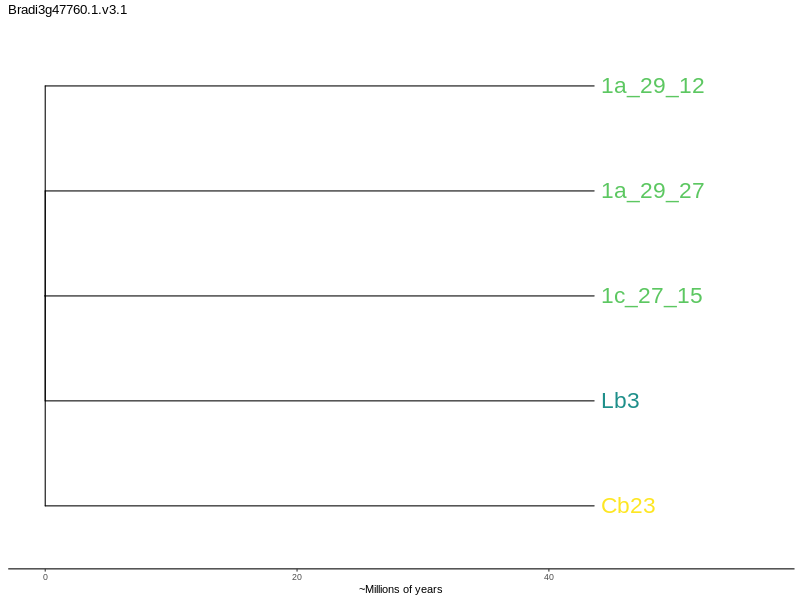 Bradi3g47760.1.v3.1
1a_29_12
1a_29_27
1c_27_15
Lb3
Cb23
0 20 40
~Millions of years